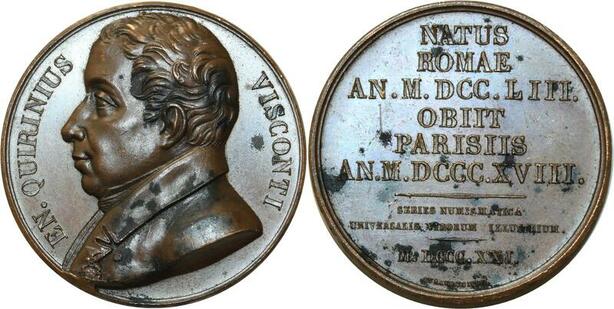 EN. QUIRINIUS
VISCONTI
NATUS
ROMAE
AN.M.DCC.LIII.
OBIIT
PARISIIS
AN.M.DCCC.XVIII.
SERIES NUMISMATICA
UNIVERSALIS VIRORUM ILLUSTRIUM.
M.DCCC.XXI.